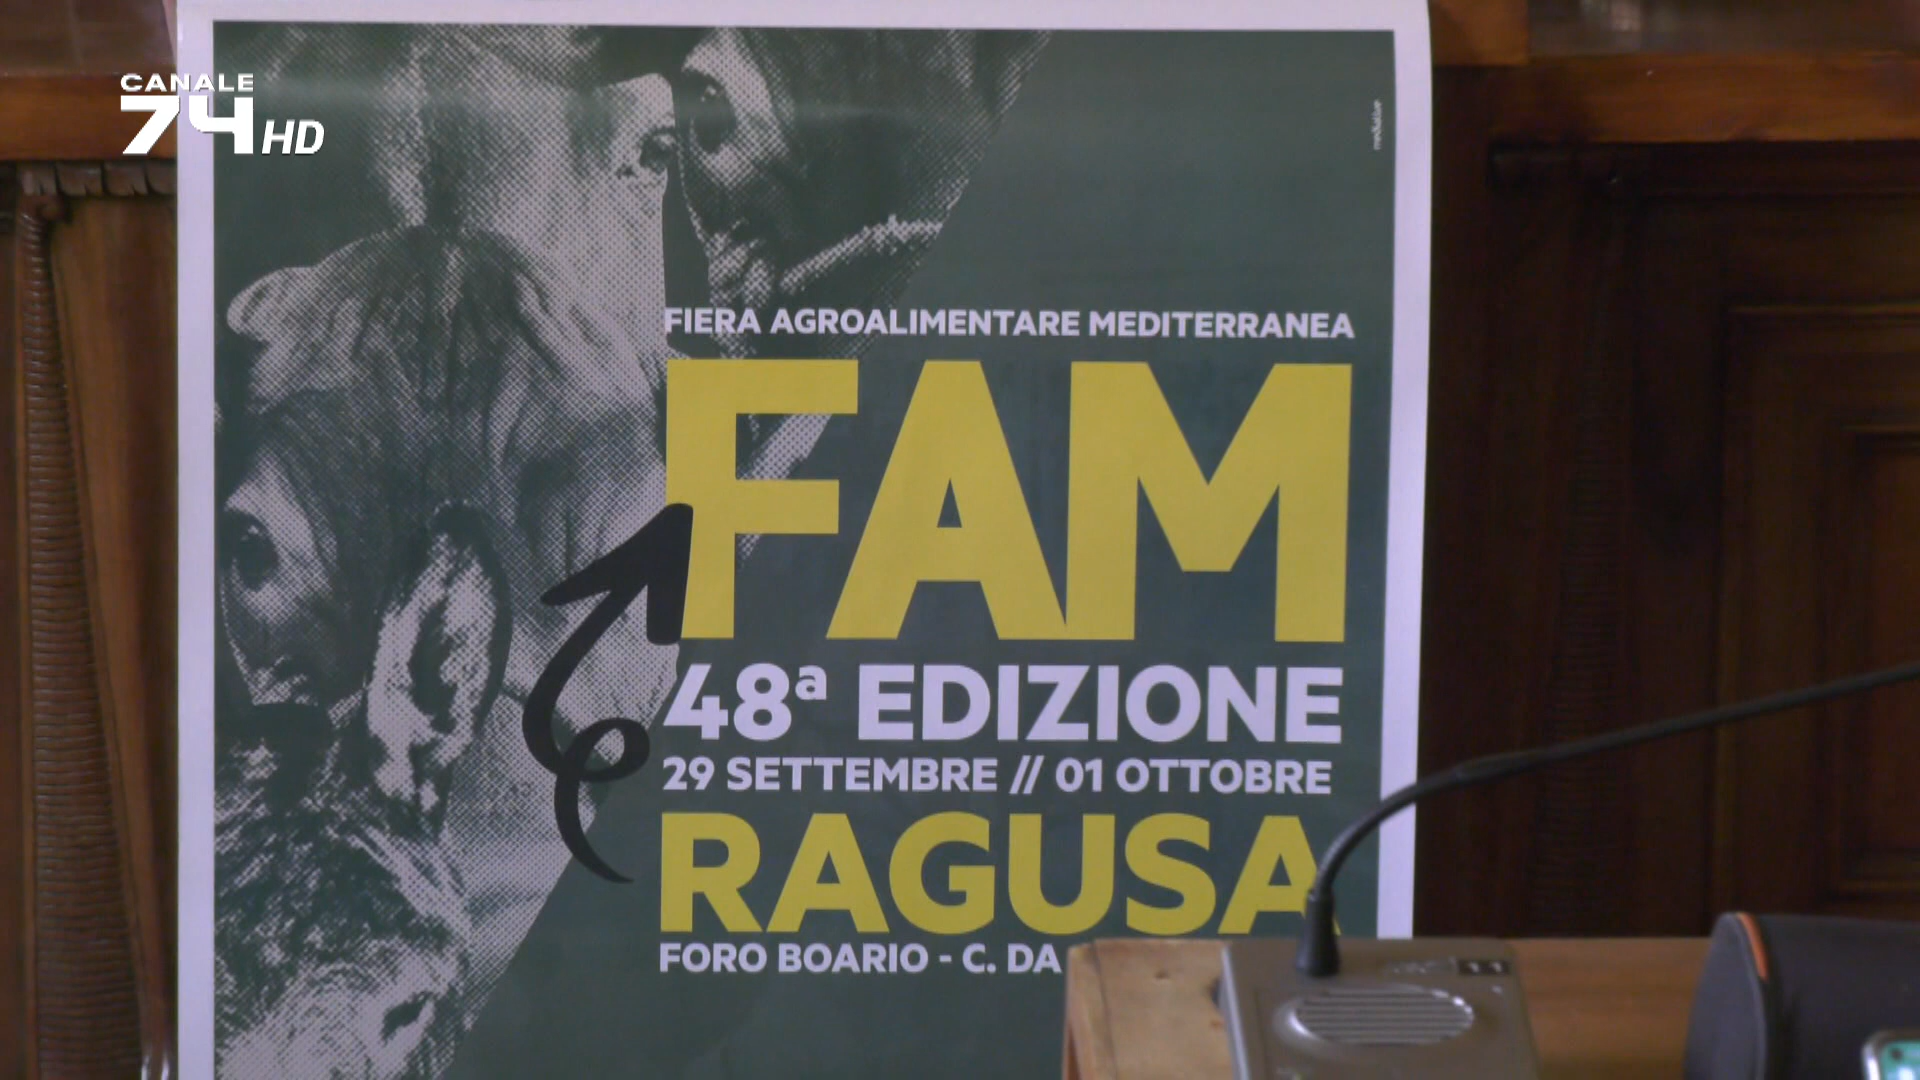 CANALE
74 HD
FIERA AGROALIMENTARE MEDITERRANEA
FAM
48ª EDIZIONE
29 SETTEMBRE // 01 OTTOBRE
RAGUSA
FORO BOARIO - C. DA